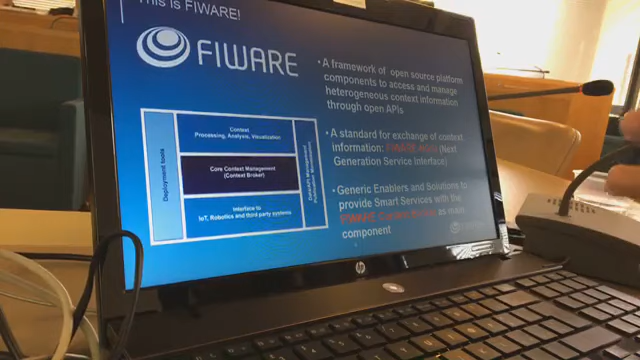 This is FIWARE!
FIWARE
• A framework of open source platform
components to access and manage
heterogeneous context information
through open APIs
• A standard for exchange of context
information: FIWARE NGSI (Next
Generation Service interface)
• Generic Enablers and Solutions to
provide Smart Services with the
FIWARE Context Broker as main
component
Deployment tools
Context
Processing, Analysis, Visualization
Core Context Management
(Context Broker)
Interface to
IoT, Robotics and third party systems
hp